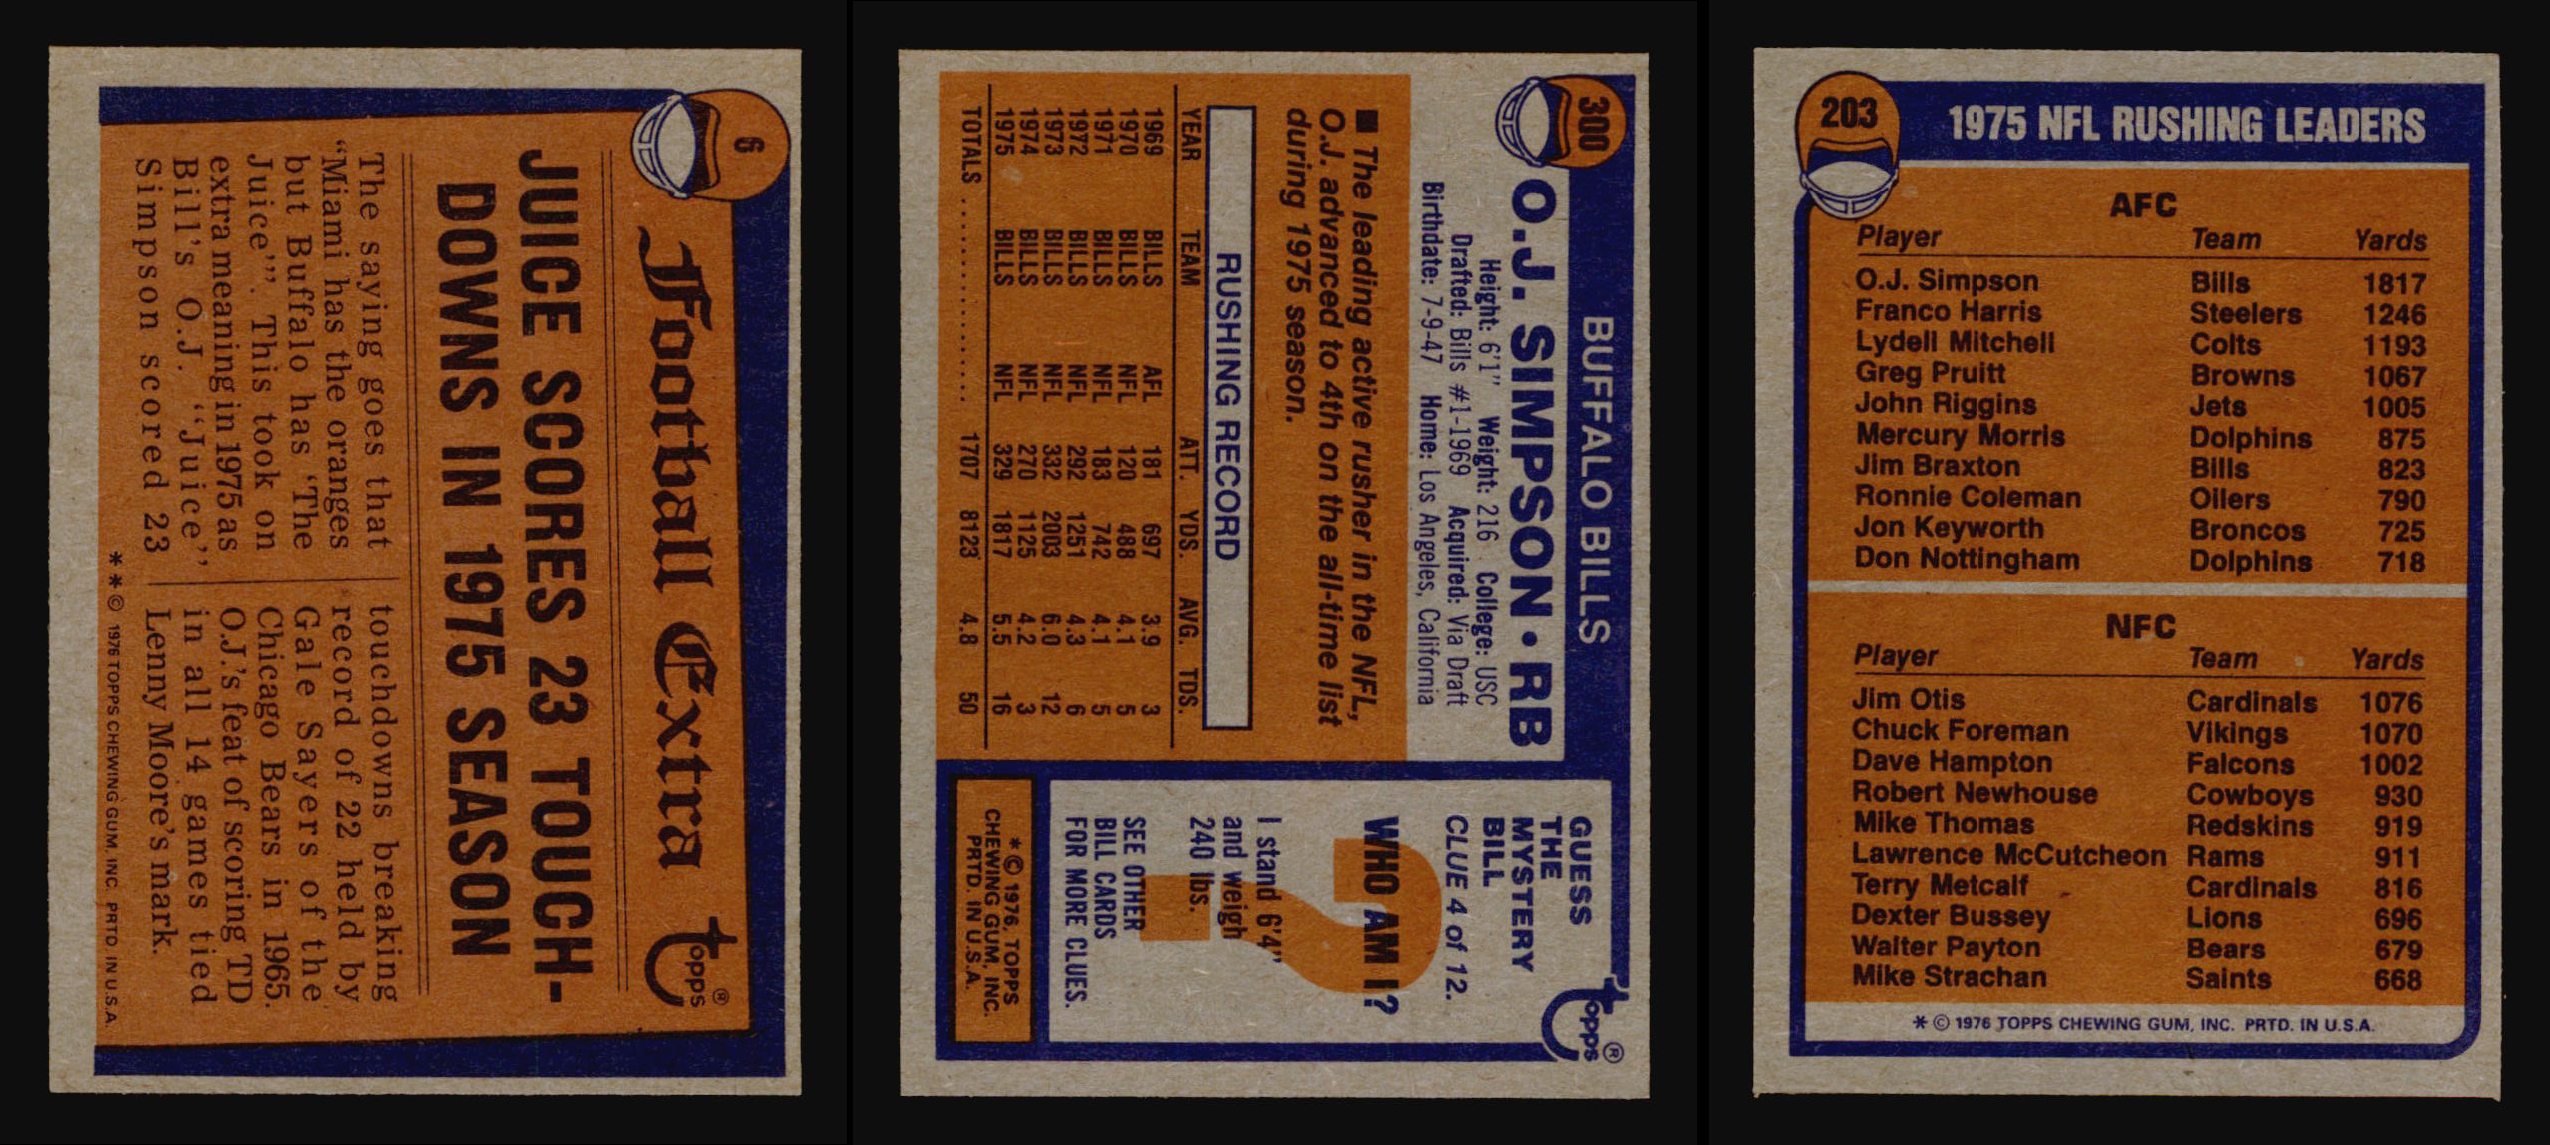 6
Football Extra
topps®
JUICE SCORES 23 TOUCH-
DOWNS IN 1975 SEASON
The saying goes that
"Miami has the oranges
but Buffalo has 'The
Juice'". This took on
extra meaning in 1975 as
Bill's O.J. "Juice"
Simpson scored 23
touchdowns breaking
record of 22 held by
Gale Sayers of the
Chicago Bears in 1965.
O.J.'s feat of scoring TD
in all 14 games tied
Lenny Moore's mark.
**© 1976 TOPPS CHEWING GUM, INC. PRTD. IN U.S.A.
300
BUFFALO BILLS
O.J. SIMPSON • RB
Height: 6'1" Weight: 216 College: USC
Drafted: Bills #1-1969 Acquired: Via Draft
Birthdate: 7-9-47 Home: Los Angeles, California
■ The leading active rusher in the NFL,
O.J. advanced to 4th on the all-time list
during 1975 season.
RUSHING RECORD
YEAR TEAM ATT. YDS. AVG. TDS.
1969 BILLS AFL 181 697 3.9 3
1970 BILLS NFL 120 488 4.1 5
1971 BILLS NFL 183 742 4.1 5
1972 BILLS NFL 292 1251 4.3 6
1973 BILLS NFL 332 2003 6.0 12
1974 BILLS NFL 270 1125 4.2 3
1975 BILLS NFL 329 1817 5.5 16
TOTALS .................. 1707 8123 4.8 50
topps®
GUESS
THE
MYSTERY
BILL
CLUE 4 of 12.
WHO AM I?
I stand 6'4"
and weigh
240 lbs.
SEE OTHER
BILL CARDS
FOR MORE CLUES.
*© 1976, TOPPS
CHEWING GUM, INC.
PRTD. IN U.S.A.
203
1975 NFL RUSHING LEADERS
AFC
Player Team Yards
O.J. Simpson Bills 1817
Franco Harris Steelers 1246
Lydell Mitchell Colts 1193
Greg Pruitt Browns 1067
John Riggins Jets 1005
Mercury Morris Dolphins 875
Jim Braxton Bills 823
Ronnie Coleman Oilers 790
Jon Keyworth Broncos 725
Don Nottingham Dolphins 718
NFC
Player Team Yards
Jim Otis Cardinals 1076
Chuck Foreman Vikings 1070
Dave Hampton Falcons 1002
Robert Newhouse Cowboys 930
Mike Thomas Redskins 919
Lawrence McCutcheon Rams 911
Terry Metcalf Cardinals 816
Dexter Bussey Lions 696
Walter Payton Bears 679
Mike Strachan Saints 668
*© 1976 TOPPS CHEWING GUM, INC. PRTD. IN U.S.A.